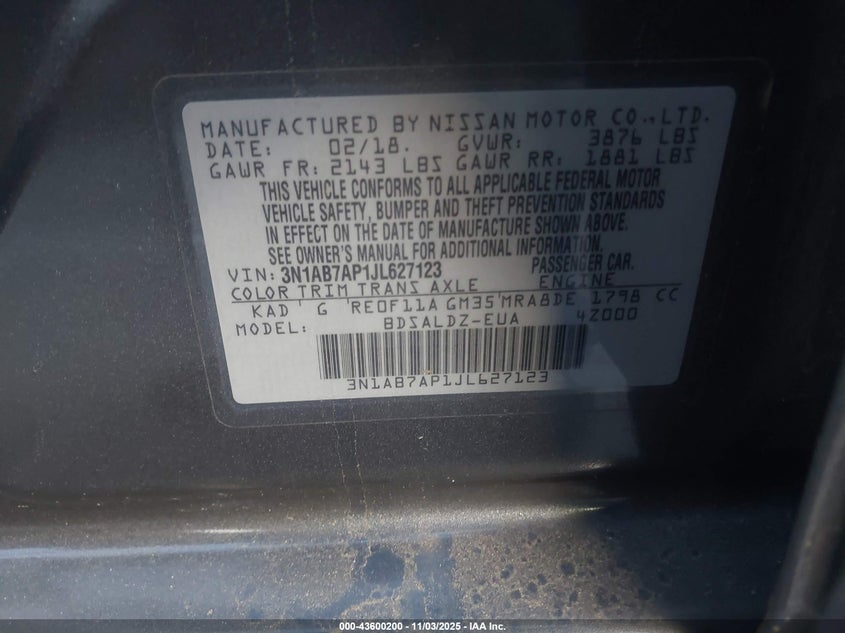 MANUFACTURED BY NISSAN MOTOR CO., LTD.
DATE: 02/18. GVWR: 3876 LBS
GAWR FR: 2143 LBS GAWR RR: 1881 LBS
THIS VEHICLE CONFORMS TO ALL APPLICABLE FEDERAL MOTOR
VEHICLE SAFETY, BUMPER AND THEFT PREVENTION STANDARDS
IN EFFECT ON THE DATE OF MANUFACTURE SHOWN ABOVE.
SEE OWNER'S MANUAL FOR ADDITIONAL INFORMATION.
VIN: 3N1AB7AP1JL627123 PASSENGER CAR.
COLOR TRIM TRANS AXLE ENGINE
KAD G RE0F11A GM35 MRA8DE 1798 CC
MODEL: BDSALDZ-EUA 4Z000
3N1AB7AP1JL627123
000-43600200 - 11/03/2025 - IAA Inc.